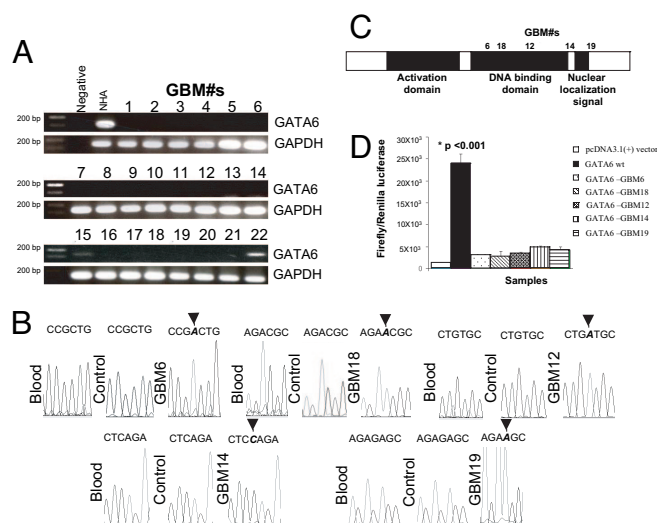 A
Negative
NHA
GBM#s
1 2 3 4 5 6
200 bp
GATA6
200 bp
GAPDH
7 8 9 10 11 12 13 14
200 bp
GATA6
200 bp
GAPDH
15 16 17 18 19 20 21 22
200 bp
GATA6
200 bp
GAPDH
C
GBM#s
6 18 12 14 19
Activation domain
DNA binding domain
Nuclear localization signal
D
* p <0.001
Firefly/Renilla luciferase
30X10³
25X10³
20X10³
15X10³
10X10³
5X10³
0
Samples
pcDNA3.1(+) vector
GATA6 wt
GATA6 –GBM6
GATA6 –GBM18
GATA6 –GBM12
GATA6 –GBM14
GATA6 –GBM19
B
CCGCTG CCGCTG CCGACTG AGACGC AGACGC AGAACGC CTGTGC CTGTGC CTGATGC
Blood Control GBM6 Blood Control GBM18 Blood Control GBM12
CTCAGA CTCAGA CTCCAGA AGAGAGC AGAGAGC AGAAGC
Blood Control GBM14 Blood Control GBM19